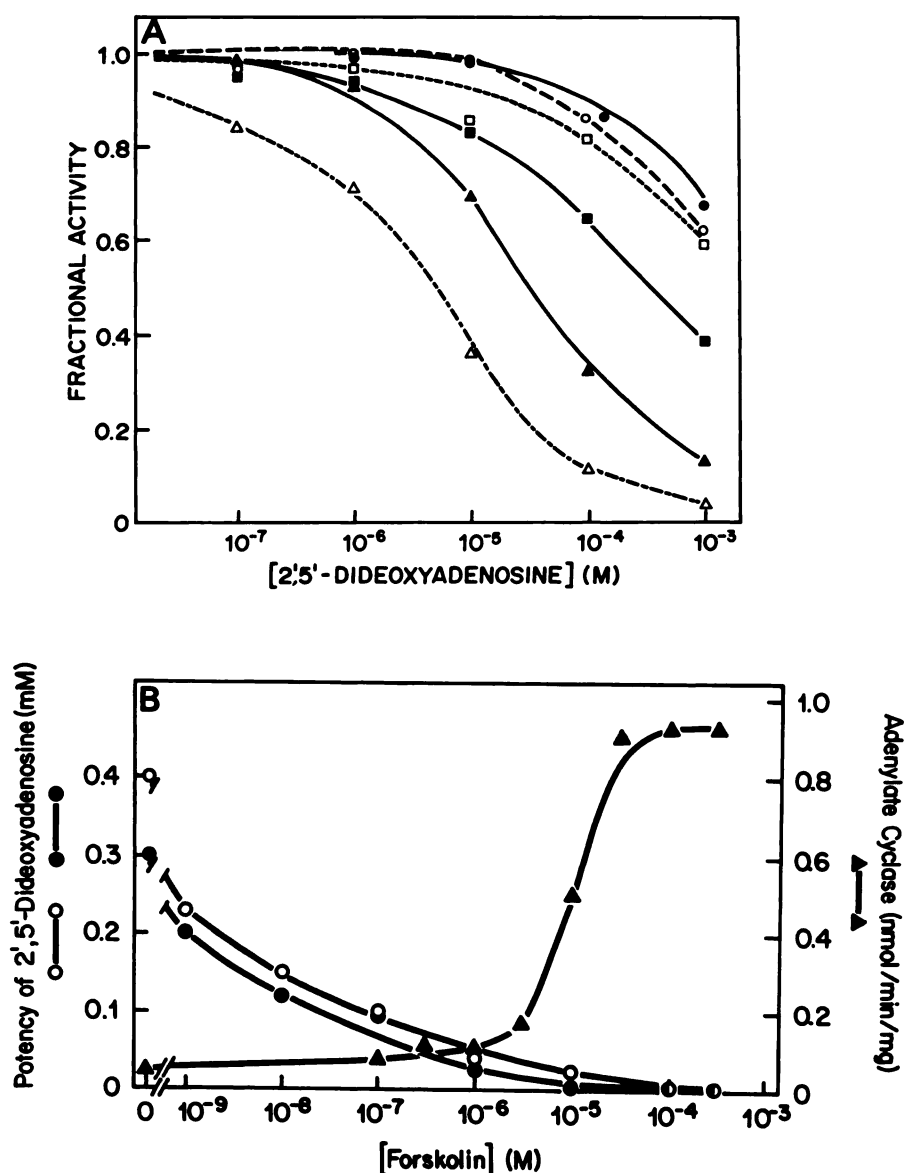 A
FRACTIONAL ACTIVITY
1.0
0.8
0.6
0.4
0.2
0
10⁻⁷ 10⁻⁶ 10⁻⁵ 10⁻⁴ 10⁻³
[2',5'-DIDEOXYADENOSINE] (M)
B
Potency of 2',5'-Dideoxyadenosine (mM)
0.4
0.3
0.2
0.1
0
1.0
0.8
0.6
0.4
0.2
0
Adenylate Cyclase (nmol/min/mg)
0 10⁻⁹ 10⁻⁸ 10⁻⁷ 10⁻⁶ 10⁻⁵ 10⁻⁴ 10⁻³
[Forskolin] (M)